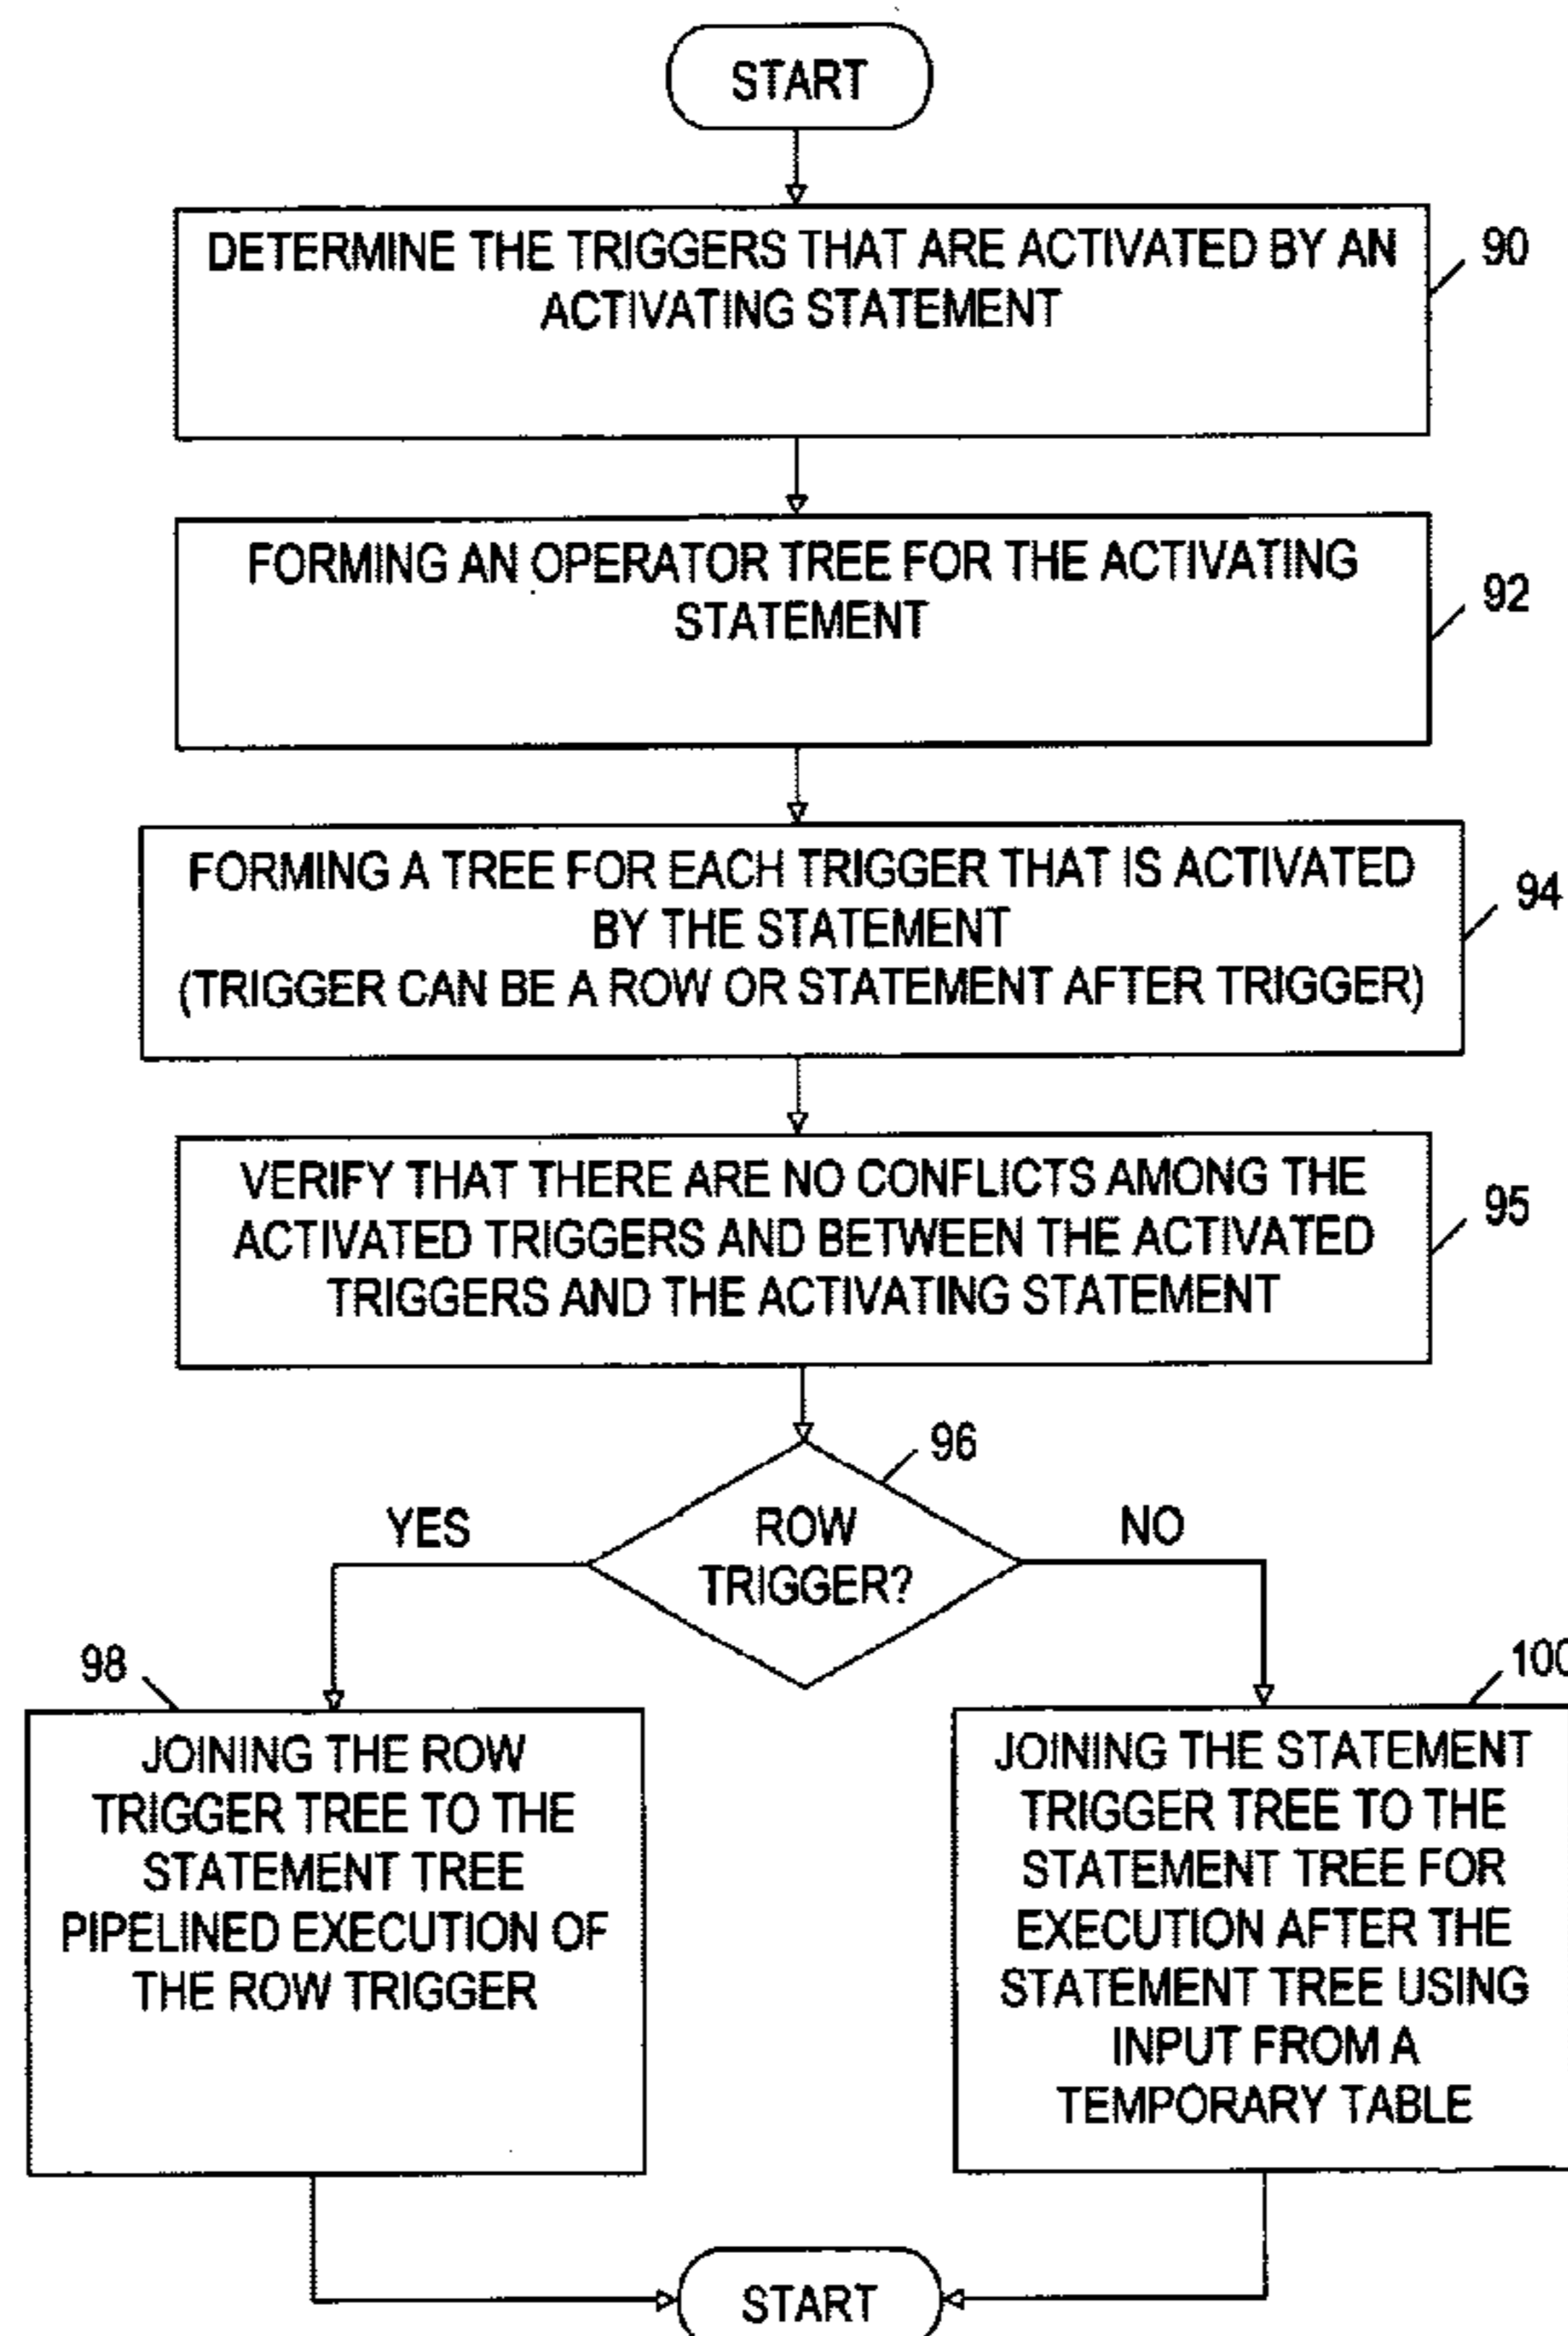 START
DETERMINE THE TRIGGERS THAT ARE ACTIVATED BY AN
ACTIVATING STATEMENT
90
FORMING AN OPERATOR TREE FOR THE ACTIVATING
STATEMENT
92
FORMING A TREE FOR EACH TRIGGER THAT IS ACTIVATED
BY THE STATEMENT
(TRIGGER CAN BE A ROW OR STATEMENT AFTER TRIGGER)
94
VERIFY THAT THERE ARE NO CONFLICTS AMONG THE
ACTIVATED TRIGGERS AND BETWEEN THE ACTIVATED
TRIGGERS AND THE ACTIVATING STATEMENT
95
96
YES
ROW
TRIGGER?
NO
98
JOINING THE ROW
TRIGGER TREE TO THE
STATEMENT TREE
PIPELINED EXECUTION OF
THE ROW TRIGGER
100
JOINING THE STATEMENT
TRIGGER TREE TO THE
STATEMENT TREE FOR
EXECUTION AFTER THE
STATEMENT TREE USING
INPUT FROM A
TEMPORARY TABLE
START